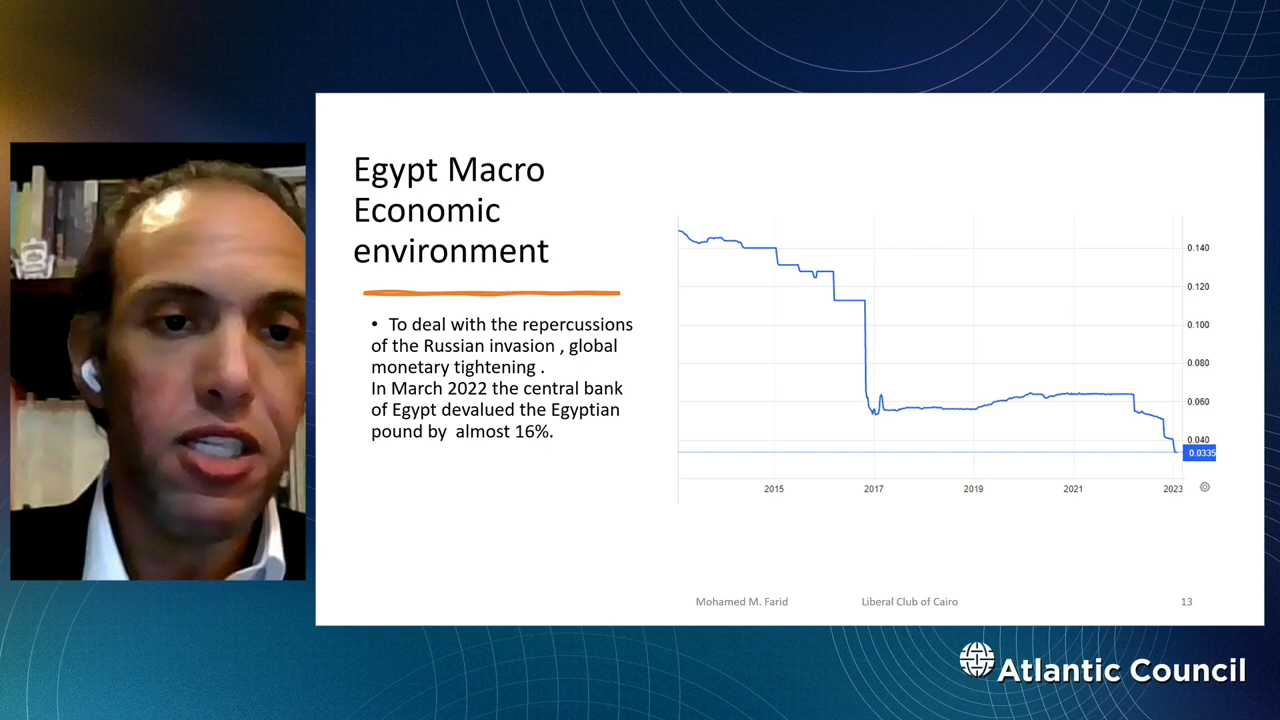 Egypt Macro
Economic
environment
• To deal with the repercussions
of the Russian invasion , global
monetary tightening .
In March 2022 the central bank
of Egypt devalued the Egyptian
pound by almost 16%.
0.140
0.120
0.100
0.080
0.060
0.040
0.0335
2015
2017
2019
2021
2023
Mohamed M. Farid
Liberal Club of Cairo
13
Atlantic Council